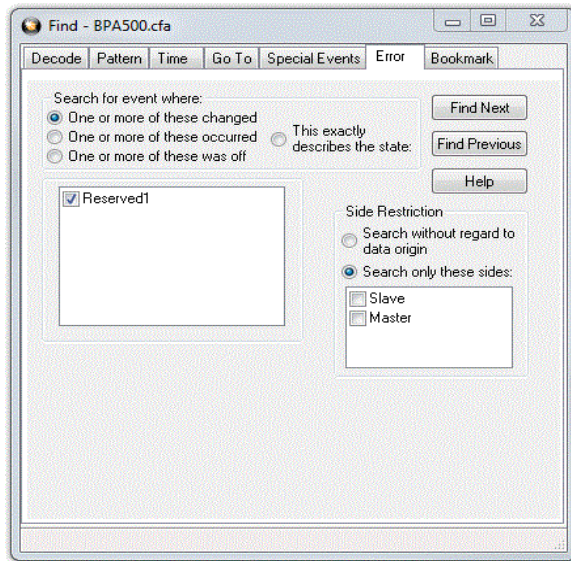 Find - BPA500.cfa
Decode Pattern Time Go To Special Events Error Bookmark
Search for event where:
One or more of these changed
One or more of these occurred
One or more of these was off
This exactly
describes the state:
Find Next
Find Previous
Help
Reserved1
Side Restriction
Search without regard to
data origin
Search only these sides:
Slave
Master